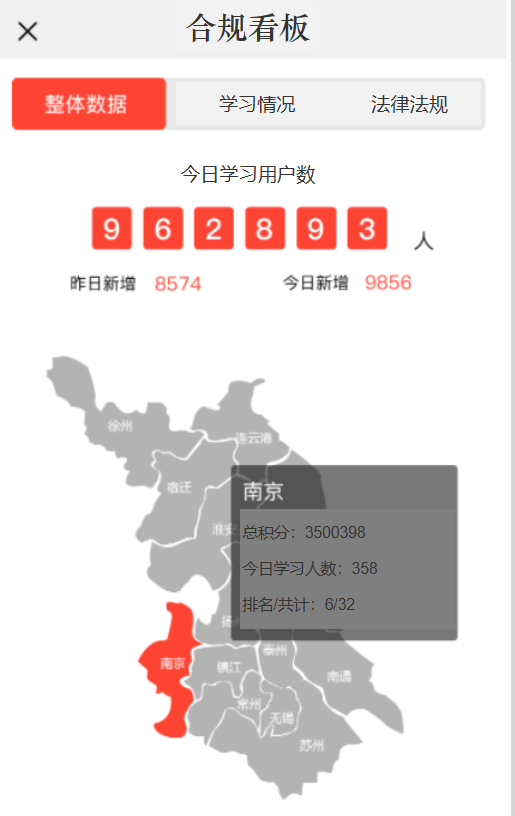 合规看板
整体数据 学习情况 法律法规
今日学习用户数
9 6 2 8 9 3 人
昨日新增 8574 今日新增 9856
徐州
连云港
宿迁
南京
淮安
总积分：3500398
今日学习人数：358
排名/共计：6/32
泰州
南京
镇江
南通
常州
无锡
苏州